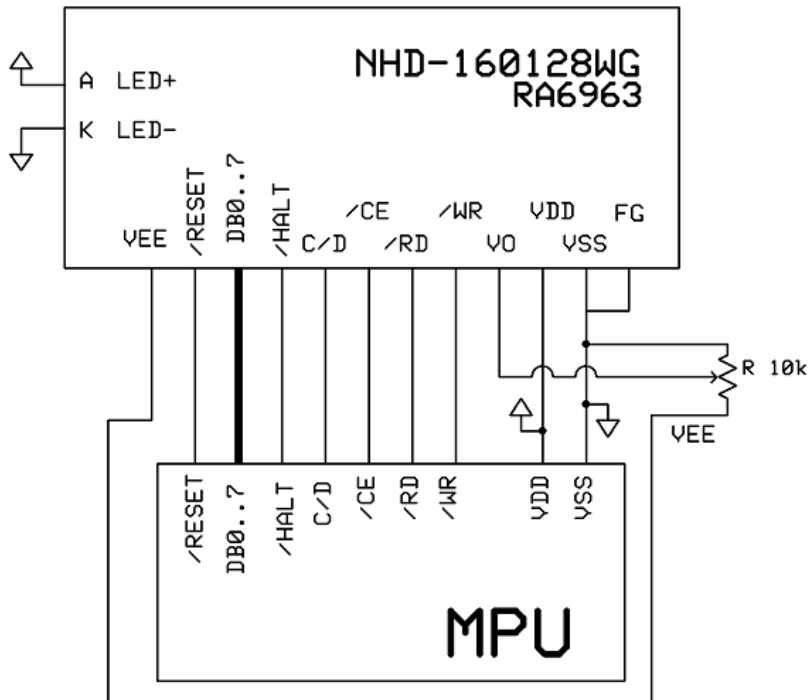 NHD-160128WG
RA6963
A LED+
K LED-
VEE
/RESET
DB0..7
/HALT
C/D
/CE
/RD
/WR
VO
VDD
VSS
FG
R 10k
VEE
/RESET
DB0..7
/HALT
C/D
/CE
/RD
/WR
VDD
VSS
MPU